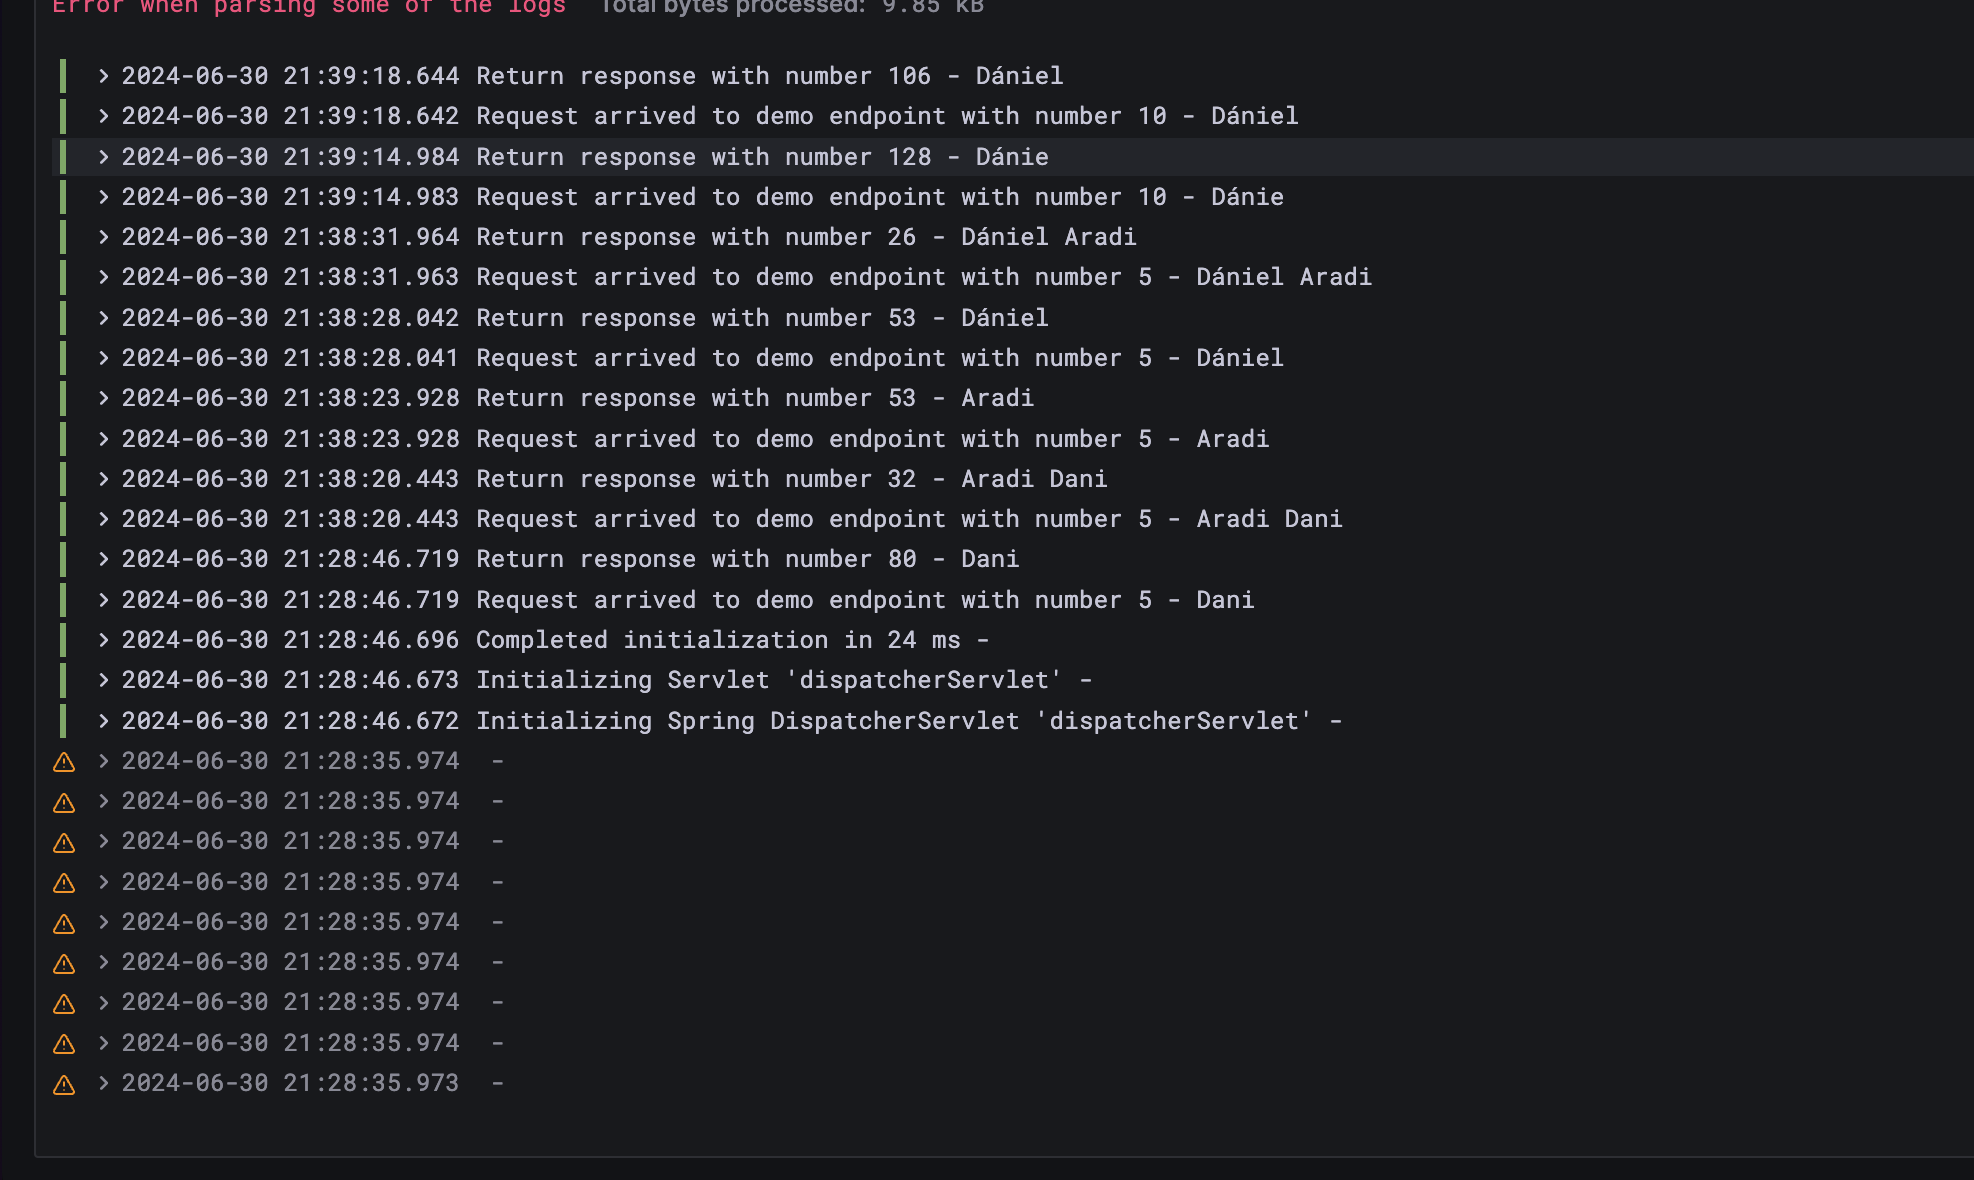 Error when parsing some of the logs Total bytes processed: 9.85 kB
> 2024-06-30 21:39:18.644 Return response with number 106 - Dániel
> 2024-06-30 21:39:18.642 Request arrived to demo endpoint with number 10 - Dániel
> 2024-06-30 21:39:14.984 Return response with number 128 - Dánie
> 2024-06-30 21:39:14.983 Request arrived to demo endpoint with number 10 - Dánie
> 2024-06-30 21:38:31.964 Return response with number 26 - Dániel Aradi
> 2024-06-30 21:38:31.963 Request arrived to demo endpoint with number 5 - Dániel Aradi
> 2024-06-30 21:38:28.042 Return response with number 53 - Dániel
> 2024-06-30 21:38:28.041 Request arrived to demo endpoint with number 5 - Dániel
> 2024-06-30 21:38:23.928 Return response with number 53 - Aradi
> 2024-06-30 21:38:23.928 Request arrived to demo endpoint with number 5 - Aradi
> 2024-06-30 21:38:20.443 Return response with number 32 - Aradi Dani
> 2024-06-30 21:38:20.443 Request arrived to demo endpoint with number 5 - Aradi Dani
> 2024-06-30 21:28:46.719 Return response with number 80 - Dani
> 2024-06-30 21:28:46.719 Request arrived to demo endpoint with number 5 - Dani
> 2024-06-30 21:28:46.696 Completed initialization in 24 ms -
> 2024-06-30 21:28:46.673 Initializing Servlet 'dispatcherServlet' -
> 2024-06-30 21:28:46.672 Initializing Spring DispatcherServlet 'dispatcherServlet' -
> 2024-06-30 21:28:35.974 -
> 2024-06-30 21:28:35.974 -
> 2024-06-30 21:28:35.974 -
> 2024-06-30 21:28:35.974 -
> 2024-06-30 21:28:35.974 -
> 2024-06-30 21:28:35.974 -
> 2024-06-30 21:28:35.974 -
> 2024-06-30 21:28:35.974 -
> 2024-06-30 21:28:35.973 -